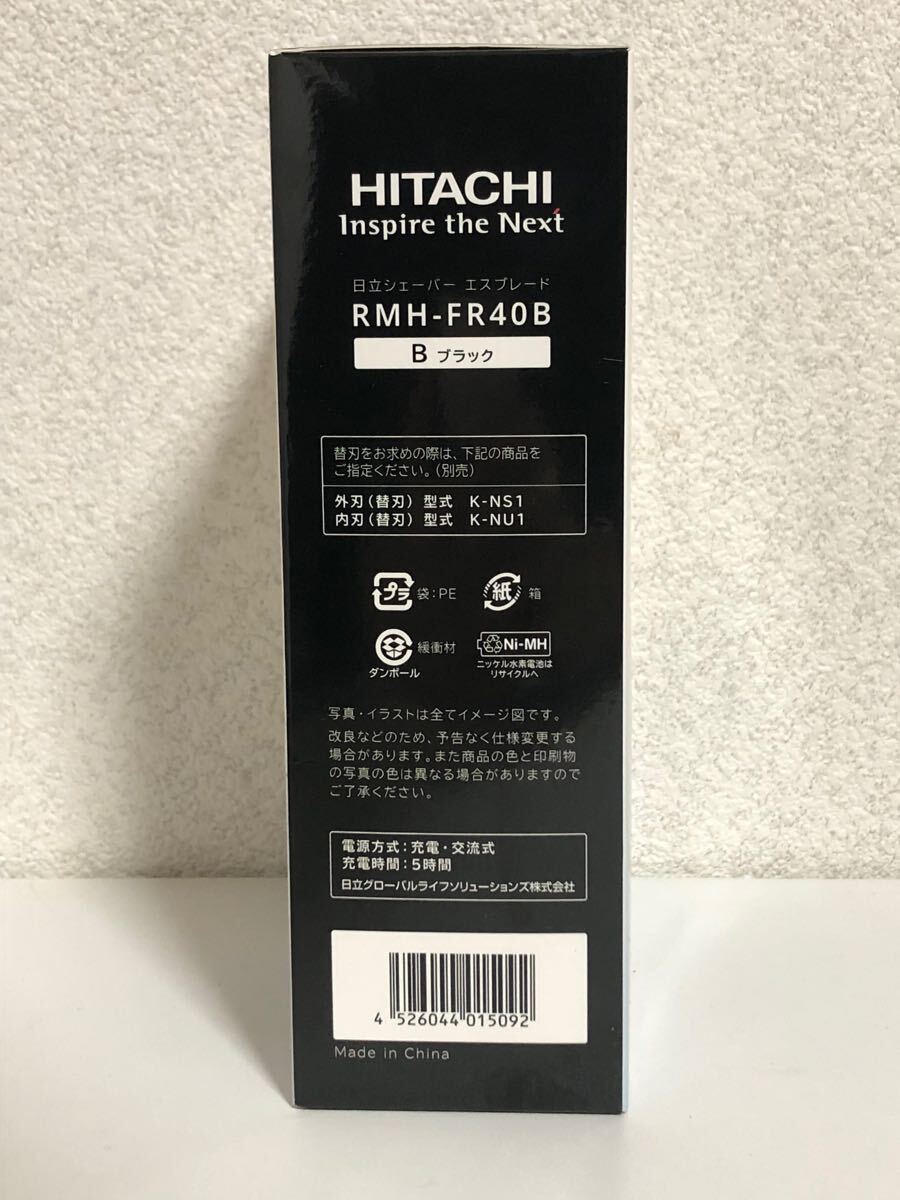 HITACHI
Inspire the Next
日立シェーバー エスブレード
RMH-FR40B
B ブラック
替刃をお求めの際は、下記の商品を
ご指定ください。(別売)
外刃(替刃) 型式 K-NS1
内刃(替刃) 型式 K-NU1
プラ 袋:PE 紙 箱
緩衝材 Ni-MH
ダンボール ニッケル水素電池は
リサイクルへ
写真・イラストは全てイメージ図です。
改良などのため、予告なく仕様変更する
場合があります。また商品の色と印刷物
の写真の色は異なる場合がありますので
ご了承ください。
電源方式:充電・交流式
充電時間:5時間
日立グローバルライフソリューションズ株式会社
4 526044 015092
Made in China